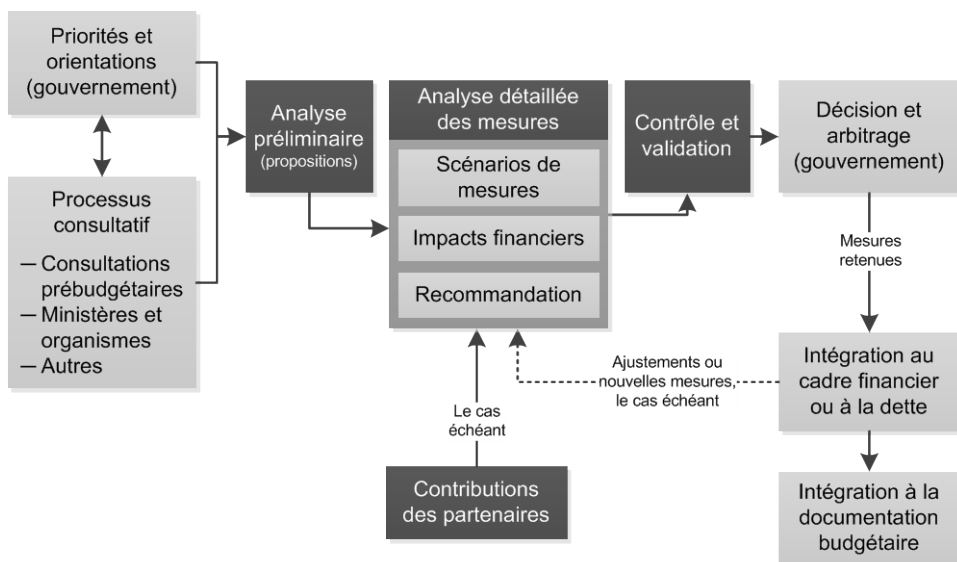 Priorités et
orientations
(gouvernement)
Processus
consultatif
— Consultations
prébudgétaires
— Ministères et
organismes
— Autres
Analyse
préliminaire
(propositions)
Analyse détaillée
des mesures
Scénarios de
mesures
Impacts financiers
Recommandation
Le cas
échéant
Contributions
des partenaires
Contrôle et
validation
Décision et
arbitrage
(gouvernement)
Mesures
retenues
Ajustements ou
nouvelles mesures,
le cas échéant
Intégration au
cadre financier
ou à la dette
Intégration à la
documentation
budgétaire